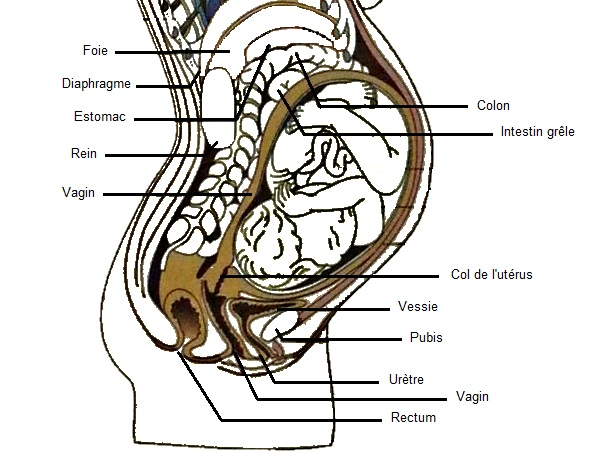 Foie
Diaphragme
Estomac
Rein
Vagin
Colon
Intestin grêle
Col de l'utérus
Vessie
Pubis
Urètre
Vagin
Rectum